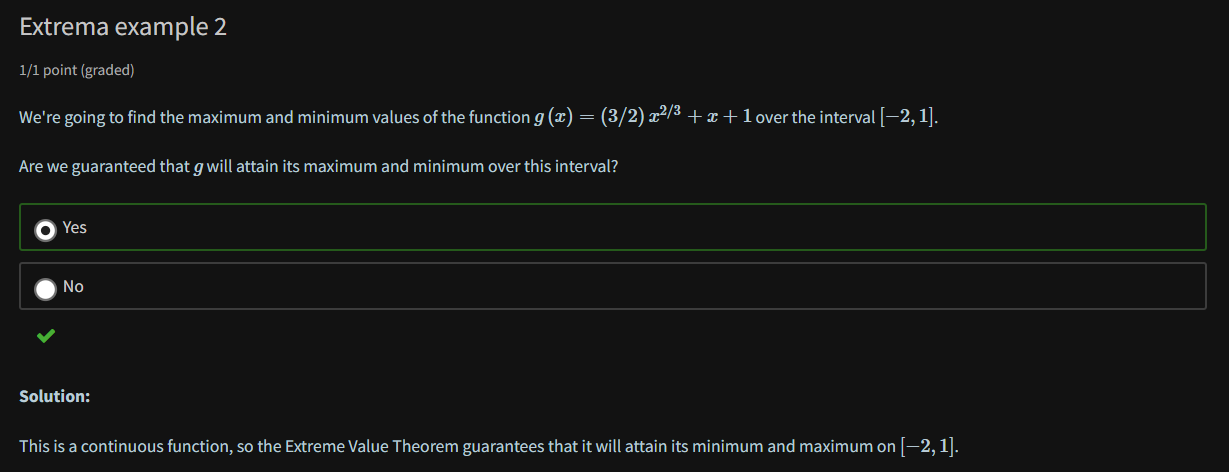 Extrema example 2
1/1 point (graded)
We're going to find the maximum and minimum values of the function g (x) = (3/2) x^{2/3} + x + 1 over the interval [−2, 1].
Are we guaranteed that g will attain its maximum and minimum over this interval?
Yes
No
Solution:
This is a continuous function, so the Extreme Value Theorem guarantees that it will attain its minimum and maximum on [−2, 1].